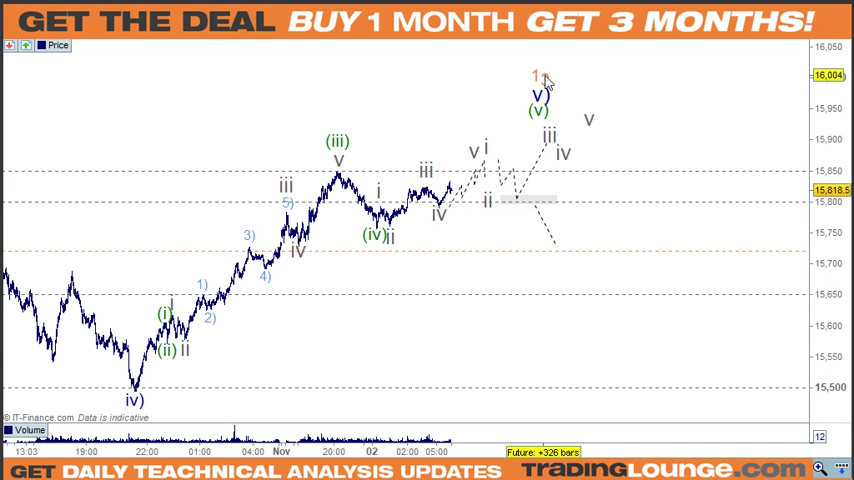 GET THE DEAL BUY 1 MONTH GET 3 MONTHS!
Price
16,050
16,004
15,950
15,900
15,850
15,818.5
15,800
15,750
15,700
15,650
15,600
15,550
15,500
v)
(v)
iii
iv
v
v
i
ii
(iii)
v
iii
iii
i
iv
(iv)
ii
5)
iv
3)
4)
1)
2)
(i)
i
(ii)
ii
iv)
© IT-Finance.com Data is indicative
Volume
12
13:03
19:00
22:00
01:00
04:00
Nov
20:00
02
02:00
05:00
Future: +326 bars
GET DAILY TEACHNICAL ANALYSIS UPDATES TRADINGLOUNGE.com